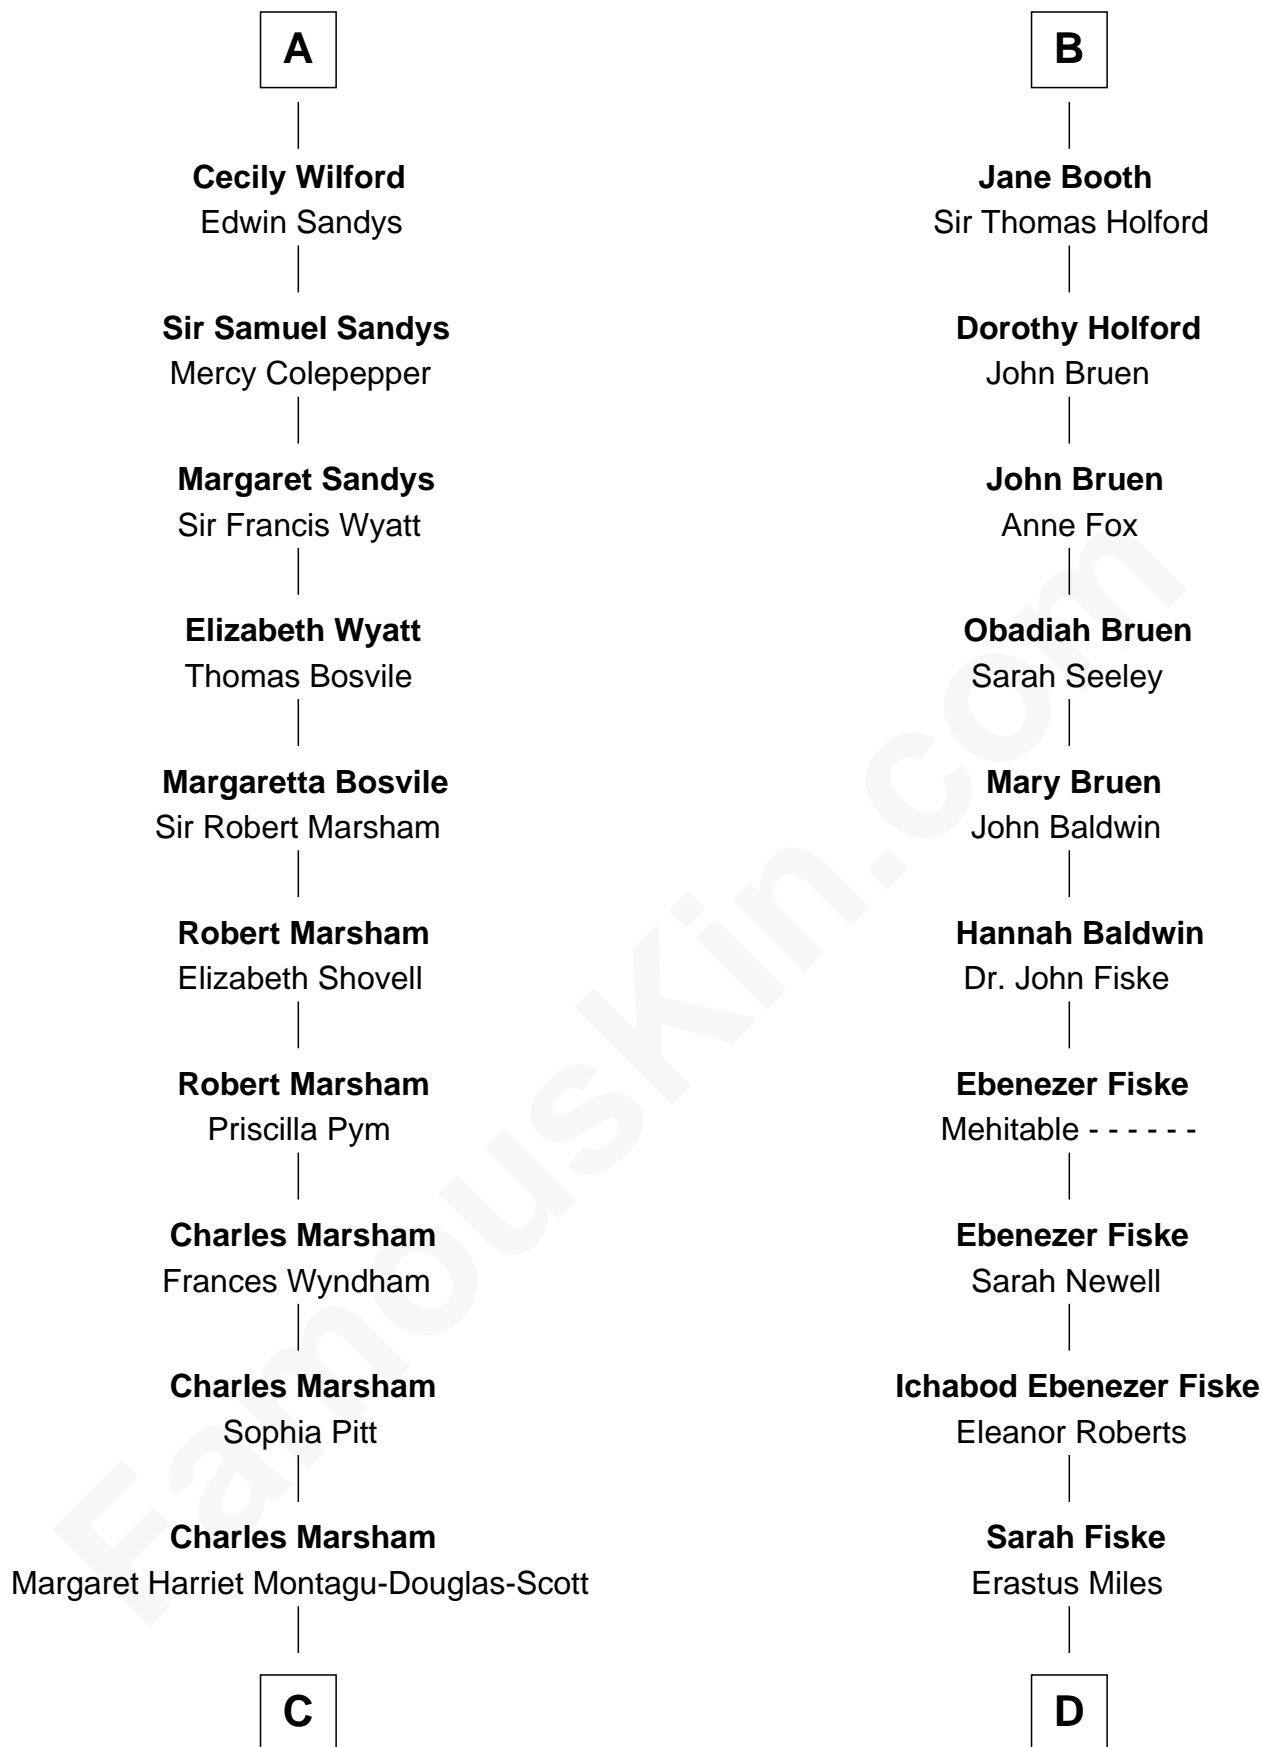 A
Cecily Wilford
Edwin Sandys
Sir Samuel Sandys
Mercy Colepepper
Margaret Sandys
Sir Francis Wyatt
Elizabeth Wyatt
Thomas Bosvile
Margaretta Bosvile
Sir Robert Marsham
Robert Marsham
Elizabeth Shovell
Robert Marsham
Priscilla Pym
Charles Marsham
Frances Wyndham
Charles Marsham
Sophia Pitt
Charles Marsham
Margaret Harriet Montagu-Douglas-Scott
C
B
Jane Booth
Sir Thomas Holford
Dorothy Holford
John Bruen
John Bruen
Anne Fox
Obadiah Bruen
Sarah Seeley
Mary Bruen
John Baldwin
Hannah Baldwin
Dr. John Fiske
Ebenezer Fiske
Mehitable - - - - - -
Ebenezer Fiske
Sarah Newell
Ichabod Ebenezer Fiske
Eleanor Roberts
Sarah Fiske
Erastus Miles
D
FamousKin.com